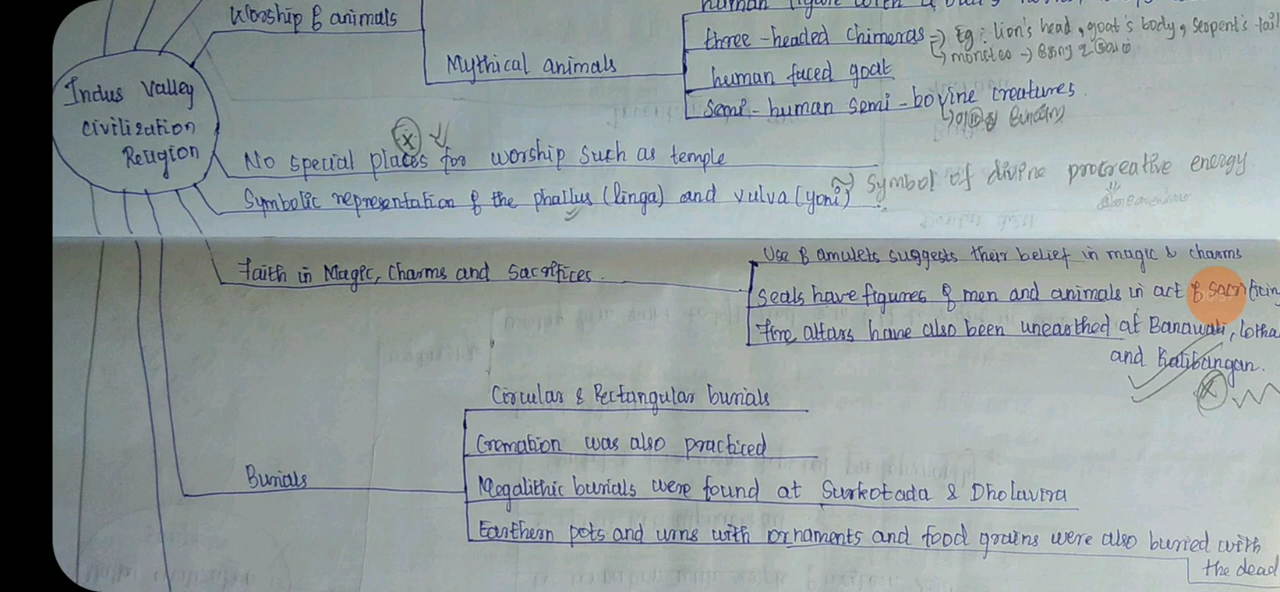 Worship of animals
human figure with a bull's
Mythical animals
three-headed chimeras → Eg: lion's head, goat's body, serpent's tail
human faced goat
Semi-human semi-bovine creatures
Indus Valley
Civilization
Religion
No special places for worship such as temple
Symbolic representation of the phallus (linga) and vulva (yoni) → Symbol of divine procreative energy
Faith in Magic, Charms and Sacrifices
Use of amulets suggests their belief in magic & charms
Seals have figures of men and animals in act of sacrificin
Fire altars have also been unearthed at Banawali, Lotha
and Kalibangan.
Circular & Rectangular burials
Cremation was also practiced
Burials
Megalithic burials were found at Surkotada & Dholavira
Earthern pots and urns with ornaments and food grains were also buried with
the dead